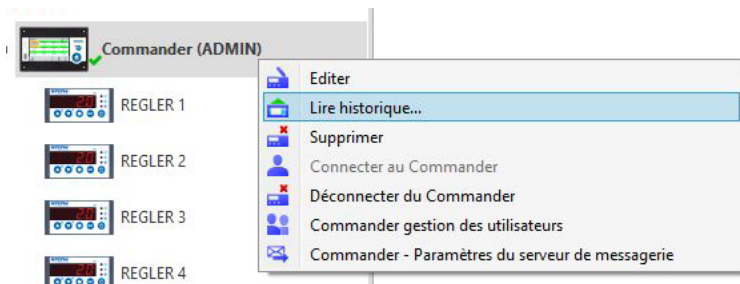 Commander (ADMIN)
Editer
REGLER 1
Lire historique...
Supprimer
REGLER 2
Connecter au Commander
Déconnecter du Commander
REGLER 3
Commander gestion des utilisateurs
Commander - Paramètres du serveur de messagerie
REGLER 4